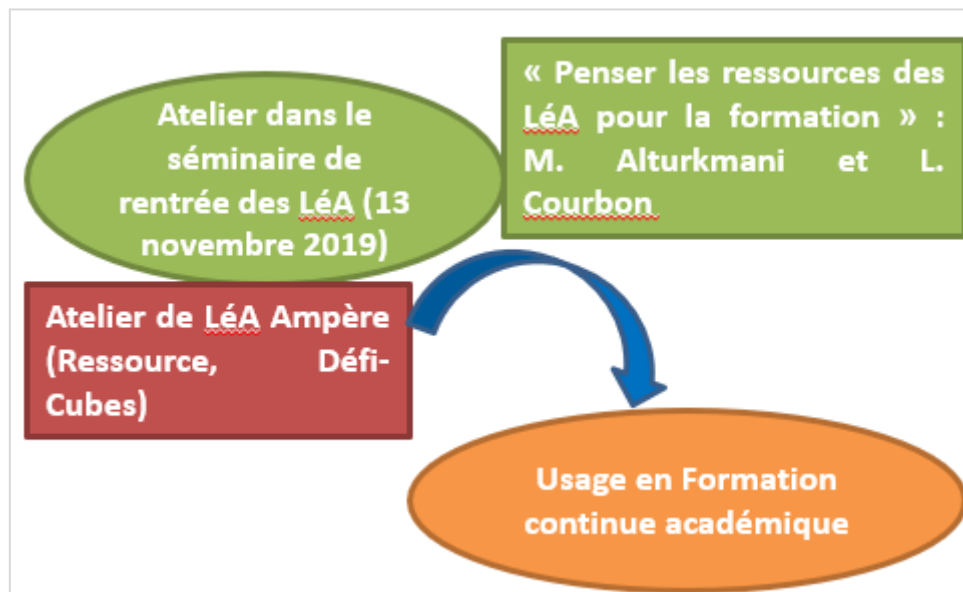 Atelier dans le
séminaire de
rentrée des LéA (13
novembre 2019)
« Penser les ressources des
LéA pour la formation » :
M. Alturkmani et L.
Courbon
Atelier de LéA Ampère
(Ressource, Défi-
Cubes)
Usage en Formation
continue académique